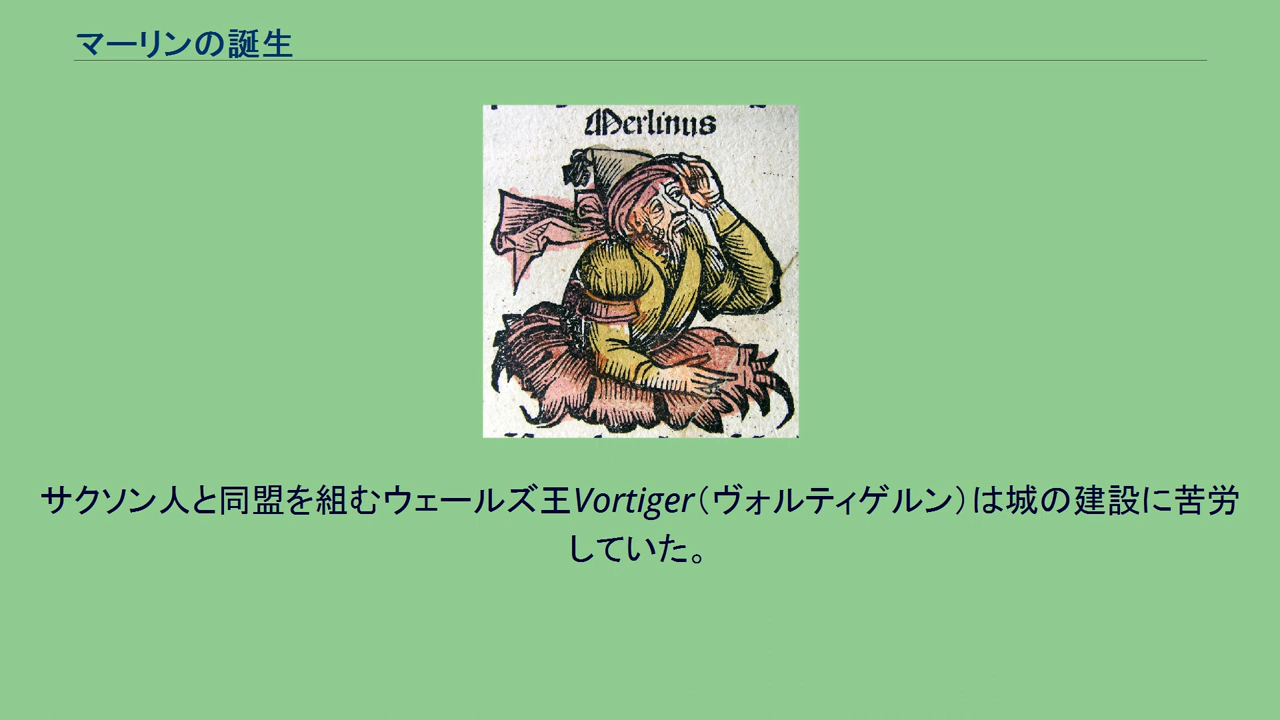 マーリンの誕生
Merlinus
サクソン人と同盟を組むウェールズ王Vortiger（ヴォルティゲルン）は城の建設に苦労
していた。